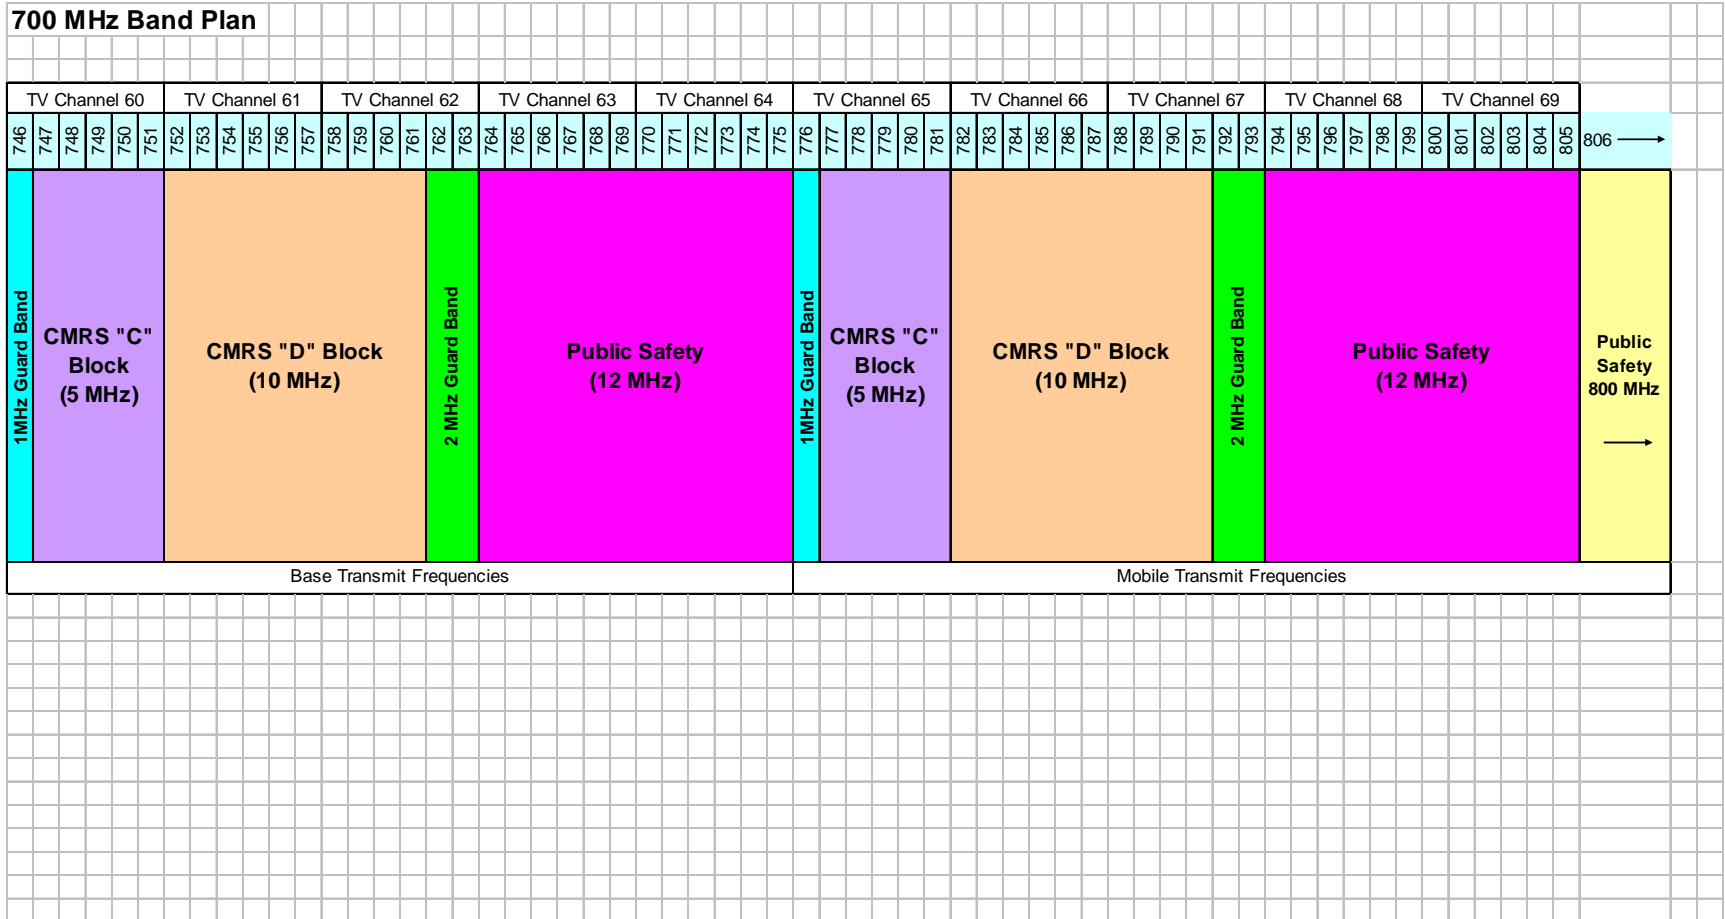 700 MHz Band Plan
TV Channel 60 TV Channel 61 TV Channel 62 TV Channel 63 TV Channel 64 TV Channel 65 TV Channel 66 TV Channel 67 TV Channel 68 TV Channel 69
746 747 748 749 750 751 752 753 754 755 756 757 758 759 760 761 762 763 764 765 766 767 768 769 770 771 772 773 774 775 776 777 778 779 780 781 782 783 784 785 786 787 788 789 790 791 792 793 794 795 796 797 798 799 800 801 802 803 804 805 806
1MHz Guard Band
CMRS "C"
Block
(5 MHz)
CMRS "D" Block
(10 MHz)
2 MHz Guard Band
Public Safety
(12 MHz)
1MHz Guard Band
CMRS "C"
Block
(5 MHz)
CMRS "D" Block
(10 MHz)
2 MHz Guard Band
Public Safety
(12 MHz)
Public
Safety
800 MHz
Base Transmit Frequencies
Mobile Transmit Frequencies